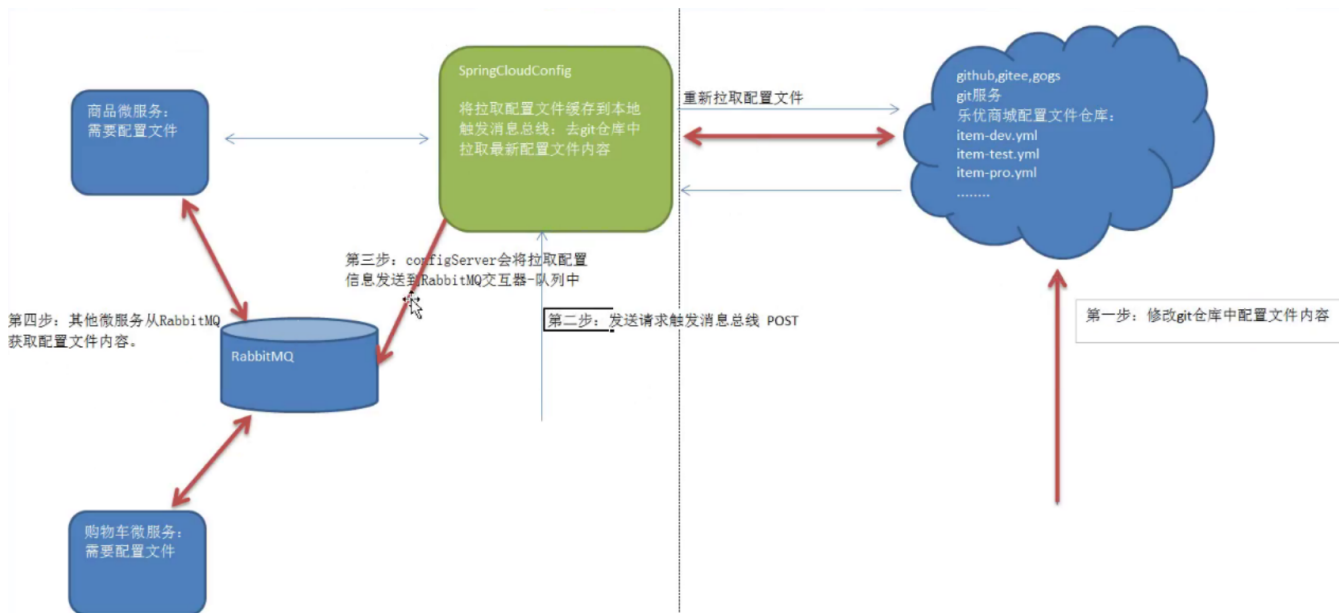 SpringCloudConfig
将拉取配置文件缓存到本地
触发消息总线：去git仓库中
拉取最新配置文件内容
重新拉取配置文件
github,gitee,gogs
git服务
乐优商城配置文件仓库：
item-dev.yml
item-test.yml
item-pro.yml
........
商品微服务：
需要配置文件
第三步：configServer会将拉取配置
信息发送到RabbitMQ交互器-队列中
第四步：其他微服务从RabbitMQ
获取配置文件内容。
第二步：发送请求触发消息总线 POST
第一步：修改git仓库中配置文件内容
RabbitMQ
购物车微服务：
需要配置文件